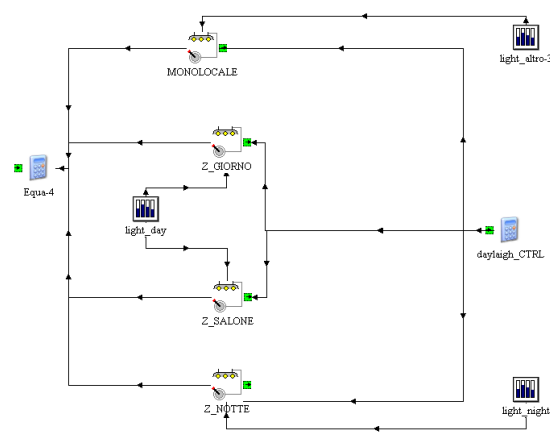 light_altro-3
MONOLOCALE
Z_GIORNO
Equa-4
light_day
daylaigh_CTRL
Z_SALONE
Z_NOTTE
light_night